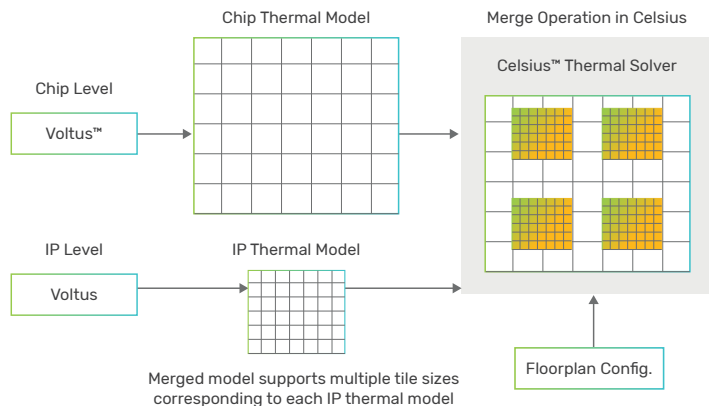 Chip Thermal Model
Merge Operation in Celsius
Celsius™ Thermal Solver
Chip Level
Voltus™
IP Level
IP Thermal Model
Voltus
Floorplan Config.
Merged model supports multiple tile sizes
corresponding to each IP thermal model